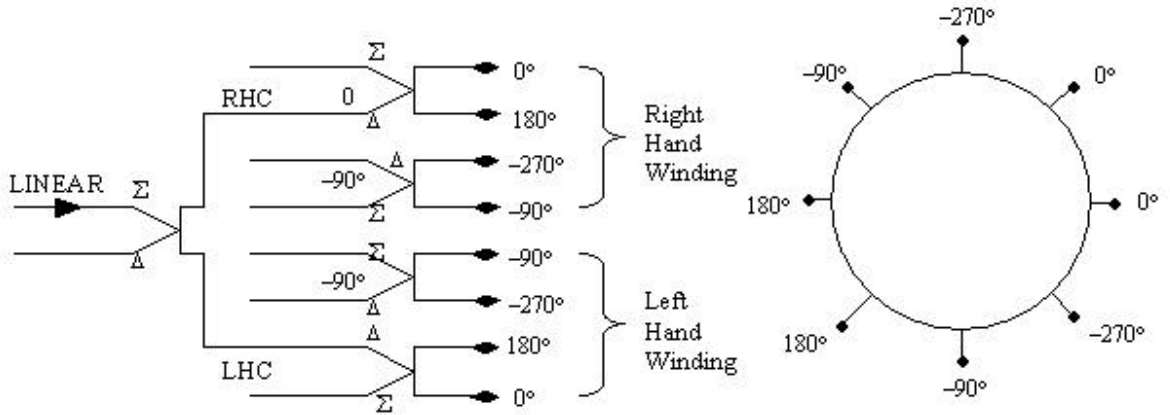 Σ
0°
RHC
0
Δ
180°
Δ
−270°
LINEAR
Σ
−90°
Σ
−90°
Δ
Σ
−90°
−90°
Δ
−270°
Δ
180°
LHC
Σ
0°
Right
Hand
Winding
Left
Hand
Winding
−270°
−90°
0°
180°
0°
180°
−270°
−90°